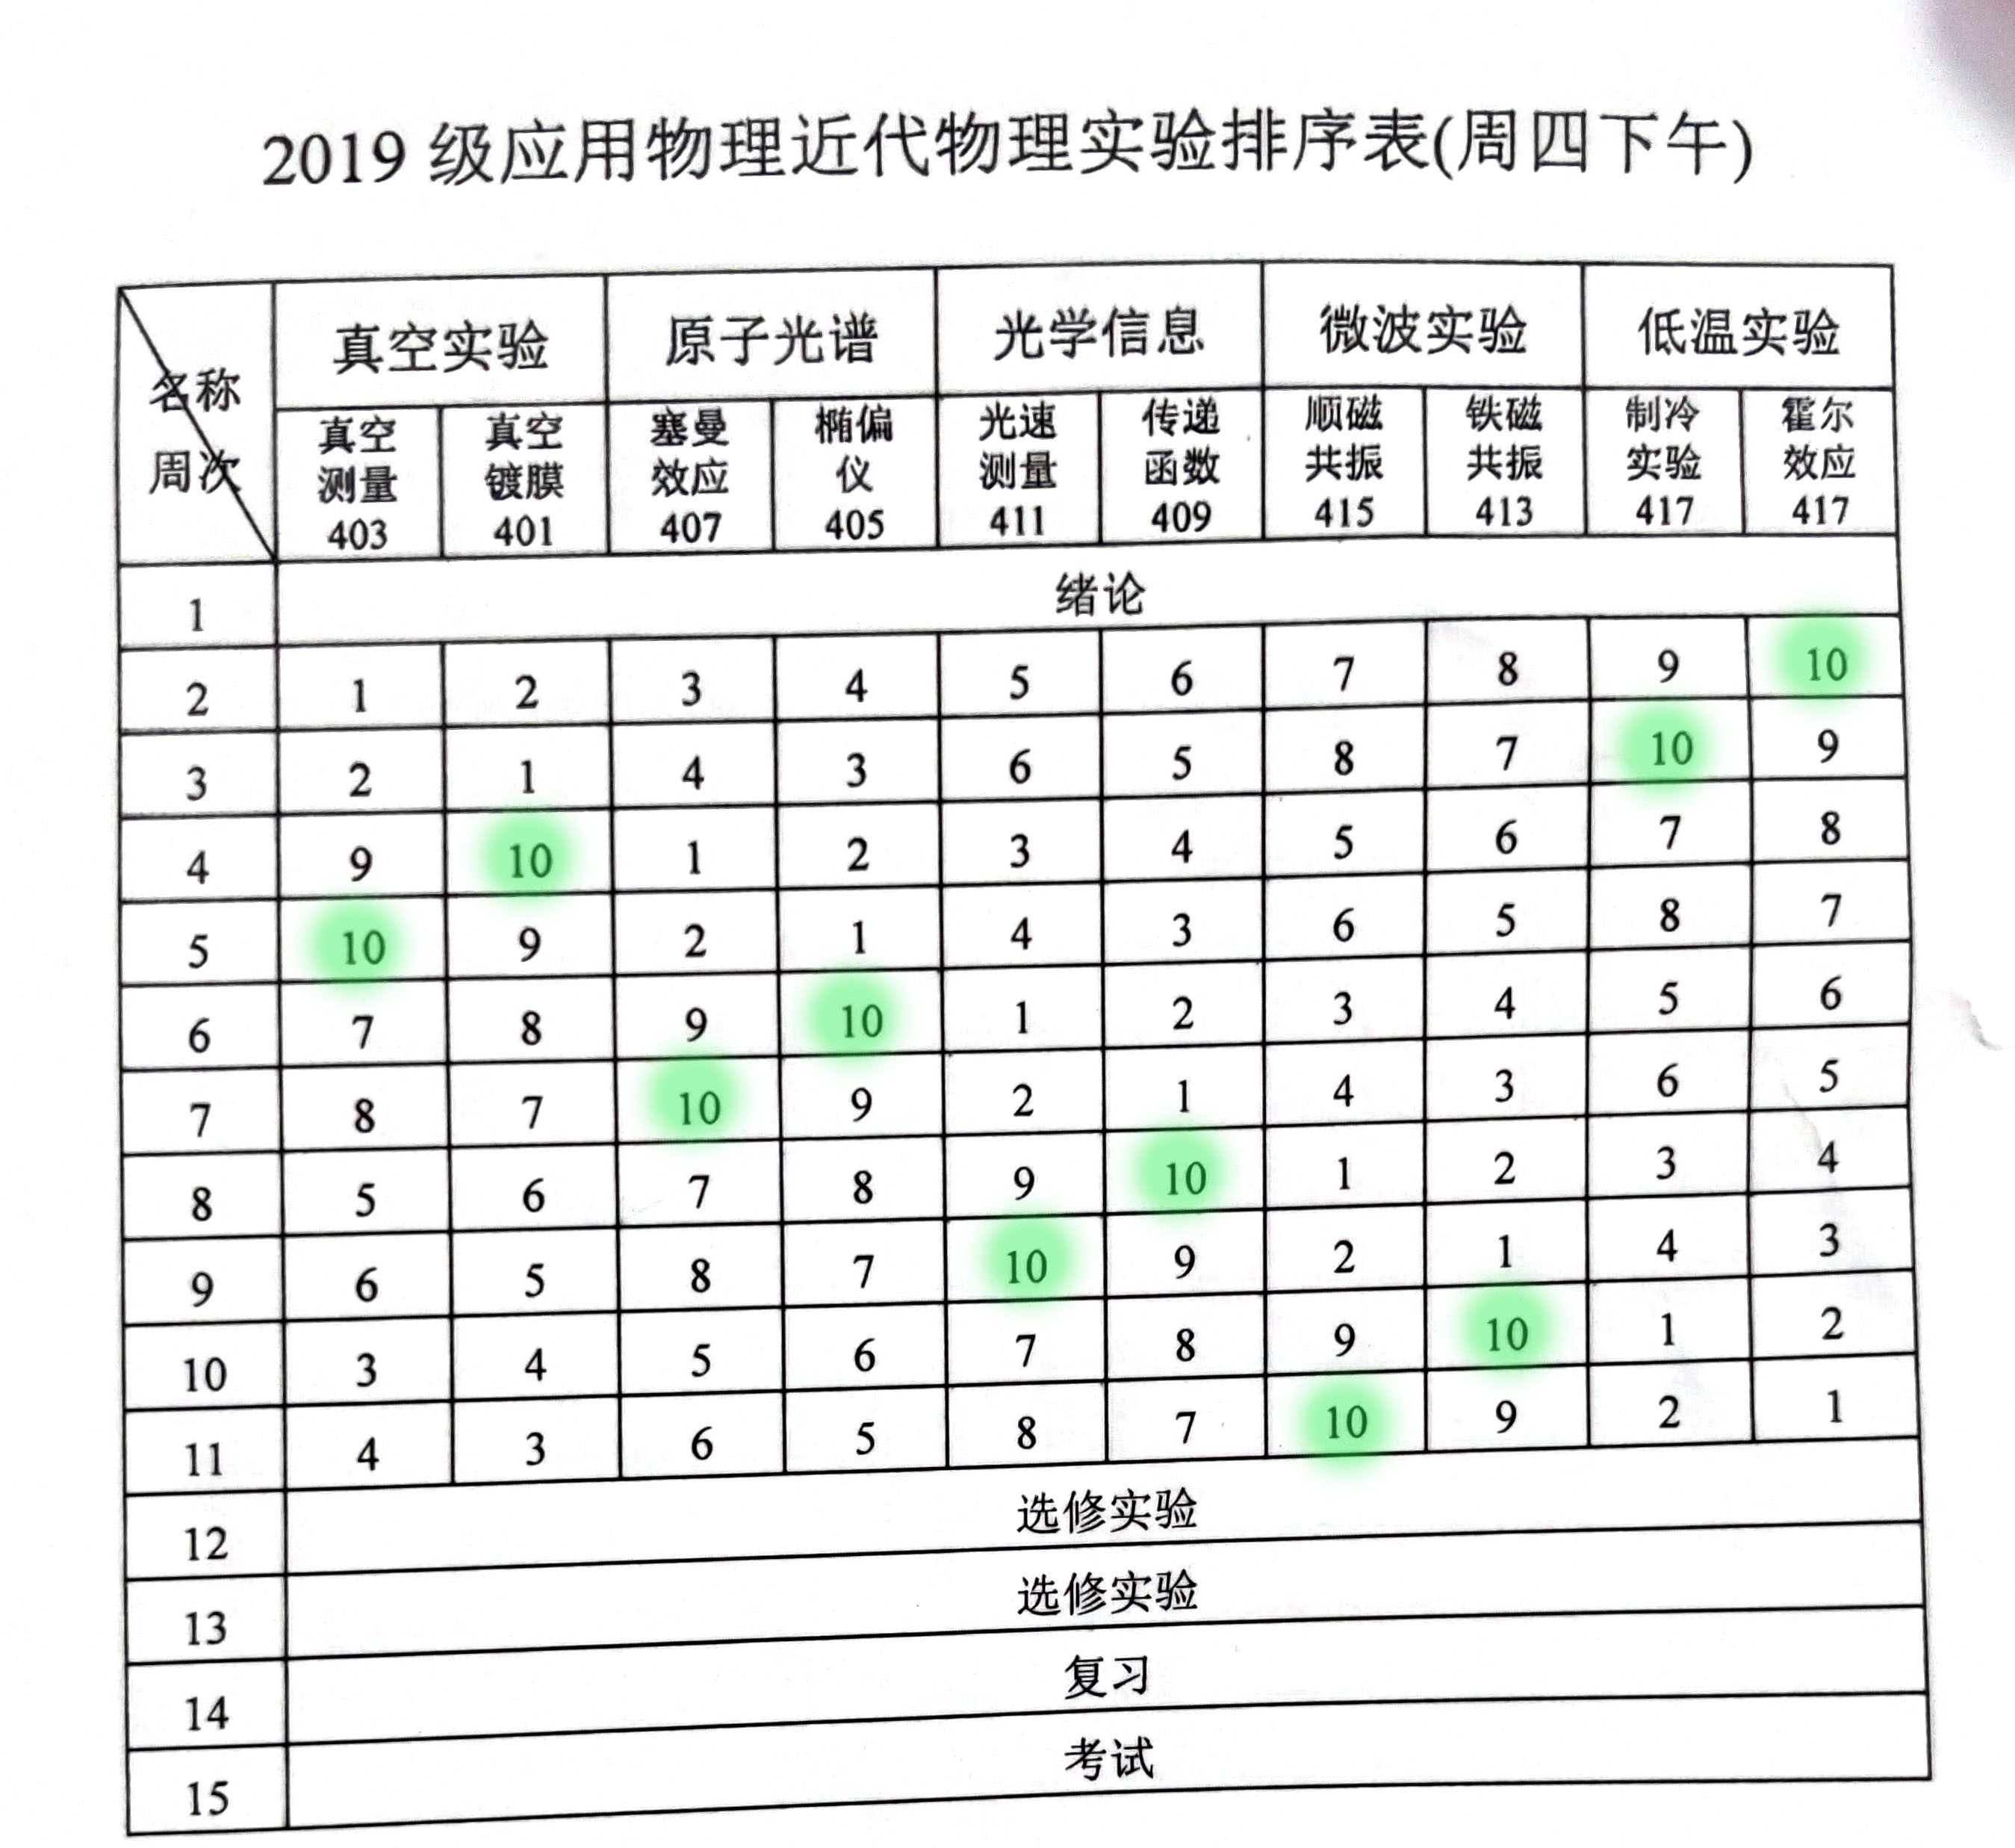 2019 级应用物理近代物理实验排序表(周四下午)
名称 周次 真空实验 原子光谱 光学信息 微波实验 低温实验
真空测量 403 真空镀膜 401 塞曼效应 407 椭偏仪 405 光速测量 411 传递函数 409 顺磁共振 415 铁磁共振 413 制冷实验 417 霍尔效应 417
1 绪论
2 1 2 3 4 5 6 7 8 9 10
3 2 1 4 3 6 5 8 7 10 9
4 9 10 1 2 3 4 5 6 7 8
5 10 9 2 1 4 3 6 5 8 7
6 7 8 9 10 1 2 3 4 5 6
7 8 7 10 9 2 1 4 3 6 5
8 5 6 7 8 9 10 1 2 3 4
9 6 5 8 7 10 9 2 1 4 3
10 3 4 5 6 7 8 9 10 1 2
11 4 3 6 5 8 7 10 9 2 1
12 选修实验
13 选修实验
14 复习
15 考试